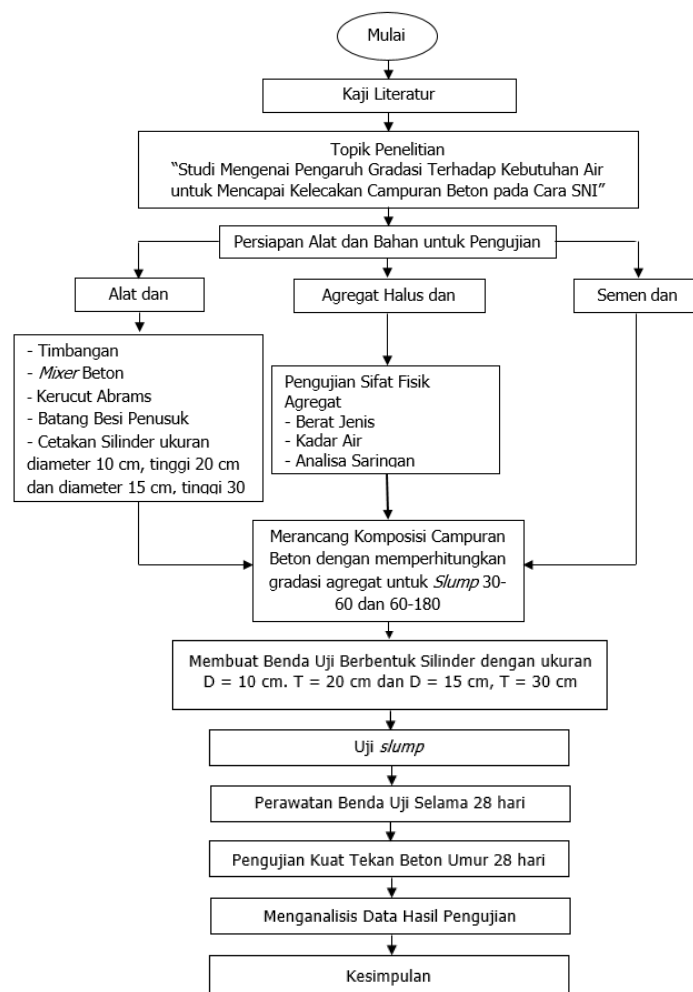 Mulai
Kaji Literatur
Topik Penelitian
“Studi Mengenai Pengaruh Gradasi Terhadap Kebutuhan Air
untuk Mencapai Kelecakan Campuran Beton pada Cara SNI”
Persiapan Alat dan Bahan untuk Pengujian
Alat dan
Agregat Halus dan
Semen dan
- Timbangan
- Mixer Beton
- Kerucut Abrams
- Batang Besi Penusuk
- Cetakan Silinder ukuran
diameter 10 cm, tinggi 20 cm
dan diameter 15 cm, tinggi 30
Pengujian Sifat Fisik
Agregat
- Berat Jenis
- Kadar Air
- Analisa Saringan
Merancang Komposisi Campuran
Beton dengan memperhitungkan
gradasi agregat untuk Slump 30-
60 dan 60-180
Membuat Benda Uji Berbentuk Silinder dengan ukuran
D = 10 cm. T = 20 cm dan D = 15 cm, T = 30 cm
Uji slump
Perawatan Benda Uji Selama 28 hari
Pengujian Kuat Tekan Beton Umur 28 hari
Menganalisis Data Hasil Pengujian
Kesimpulan